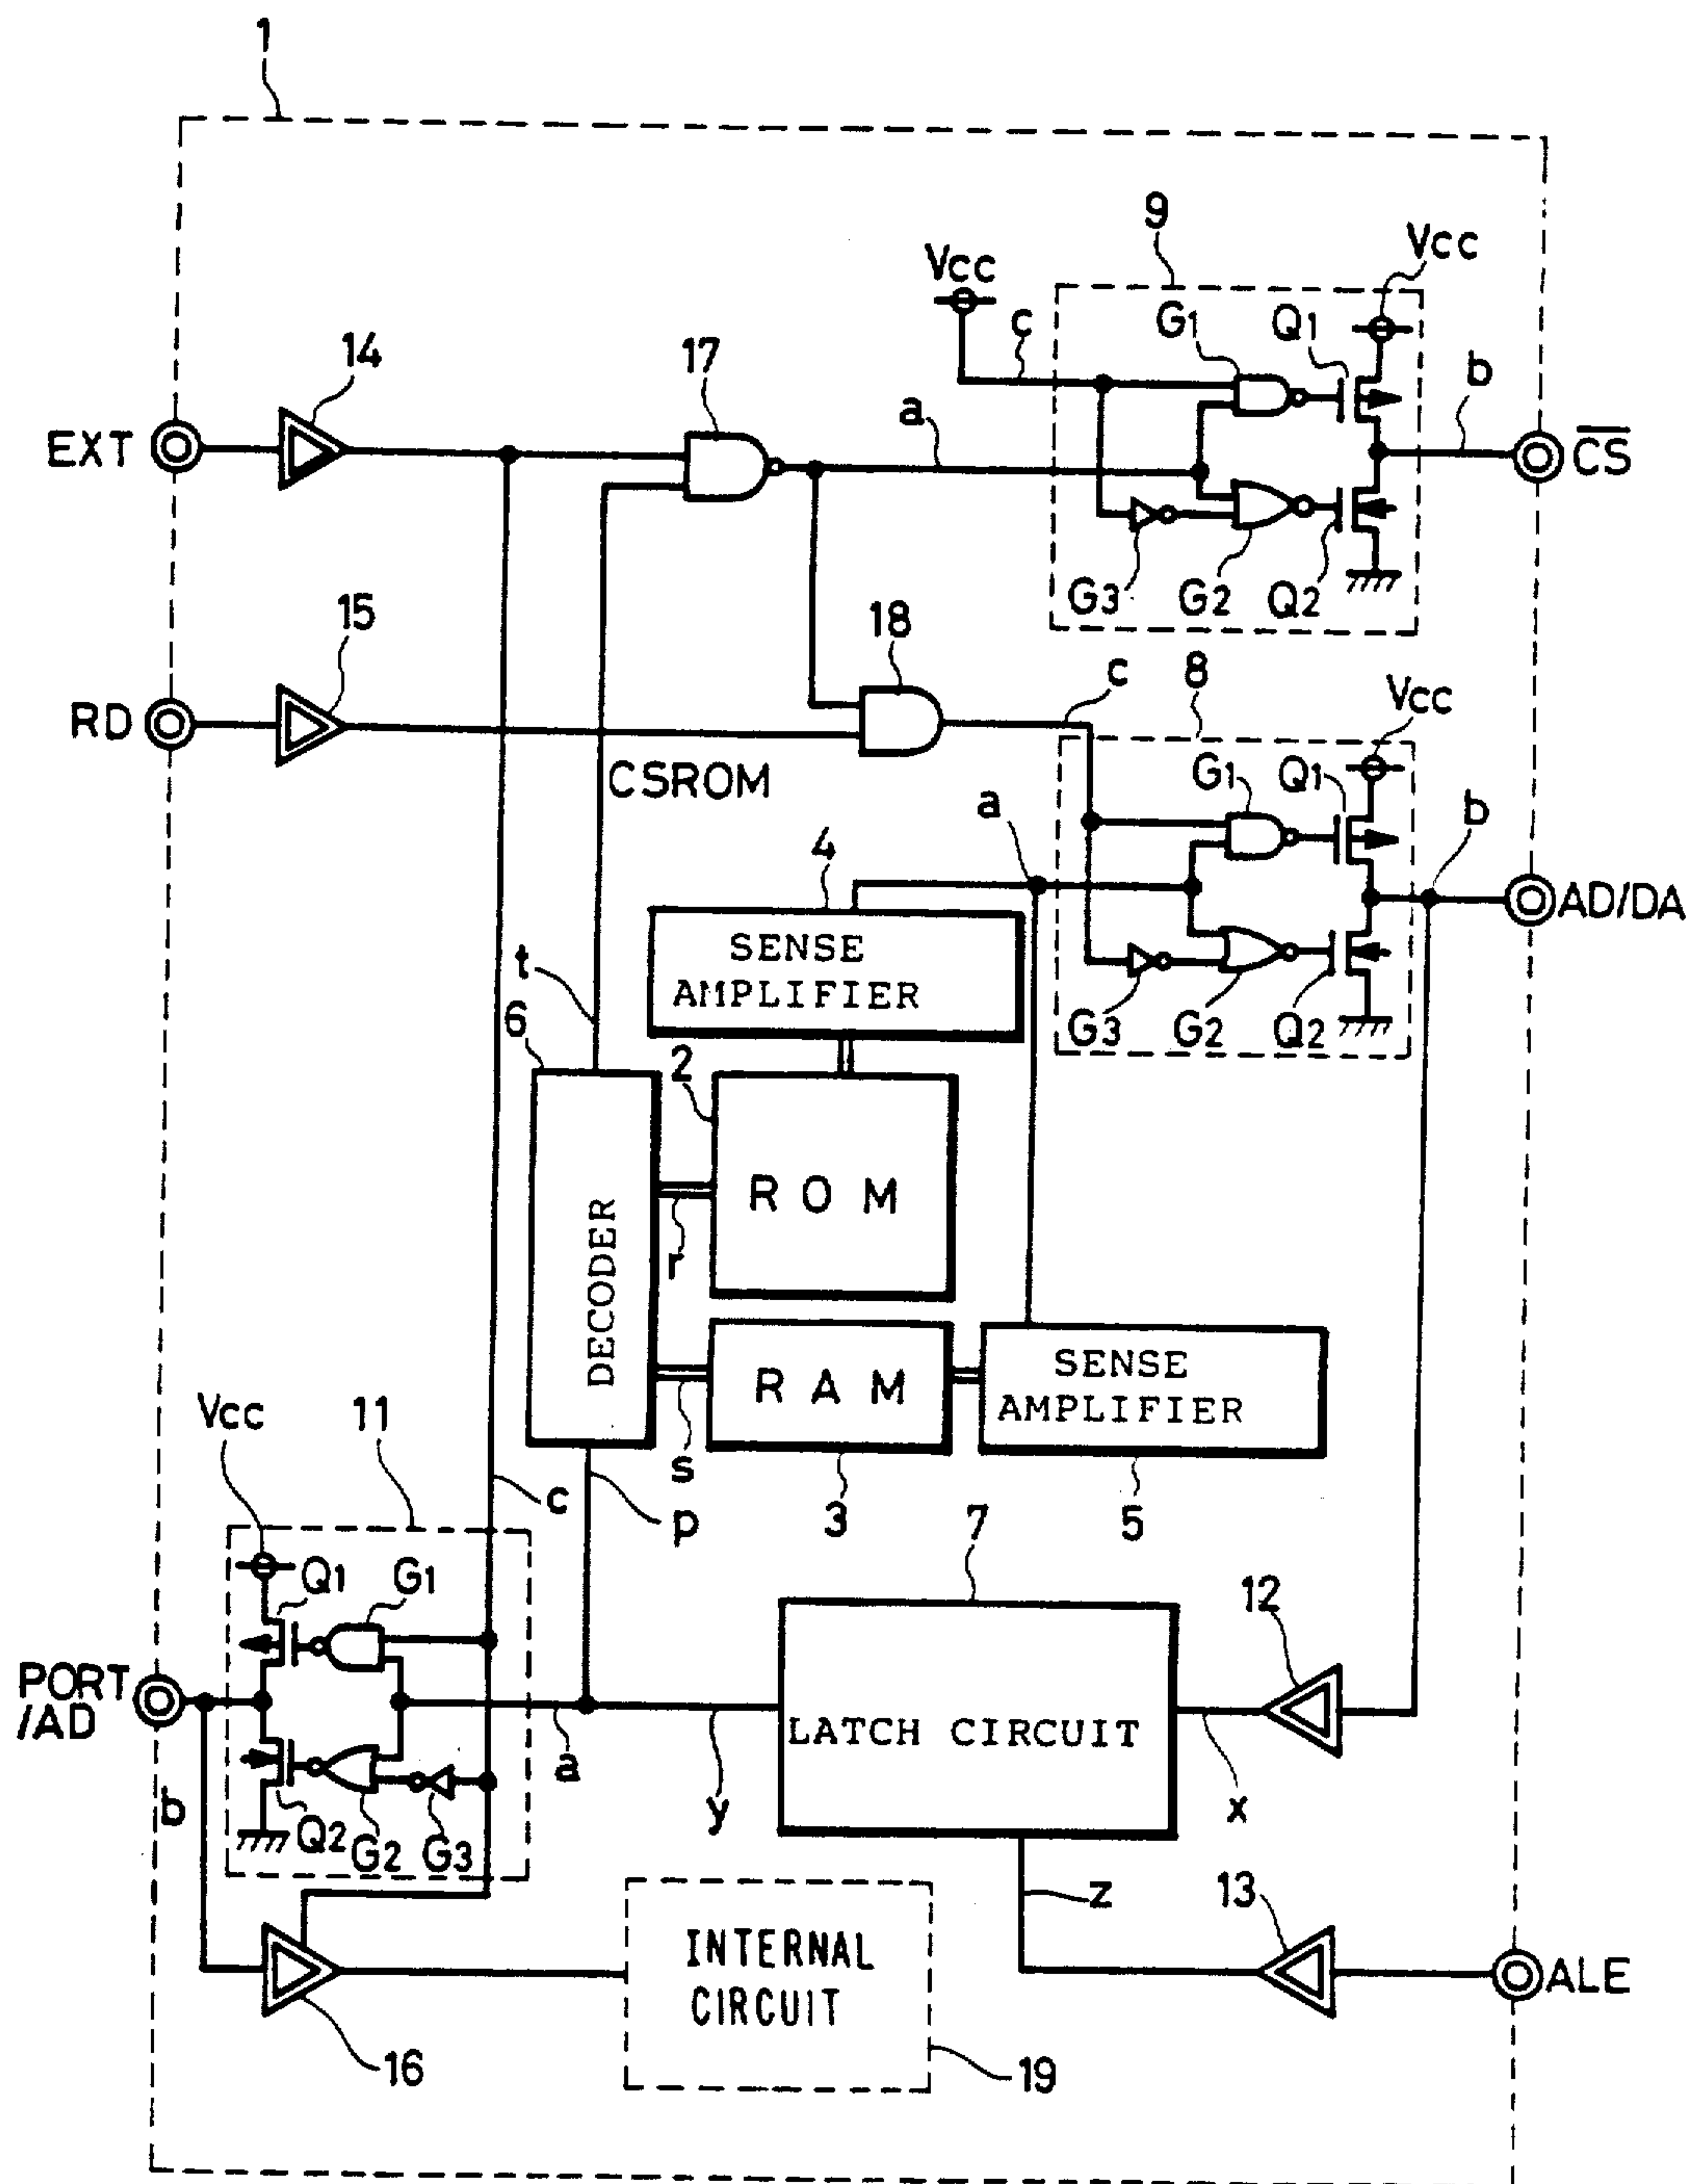 1
9
Vcc
Vcc
c
G1
Q1
b
14
17
a
EXT
CS
G3
G2
Q2
15
18
c
8
Vcc
RD
CSROM
G1
Q1
a
b
4
AD/DA
SENSE
AMPLIFIER
t
6
G3
G2
Q2
2
ROM
r
DECODER
RAM
SENSE
AMPLIFIER
Vcc
11
s
c
p
3
7
5
Q1
G1
12
PORT
/AD
LATCH CIRCUIT
a
b
y
x
Q2
G2
G3
z
13
INTERNAL
CIRCUIT
ALE
16
19